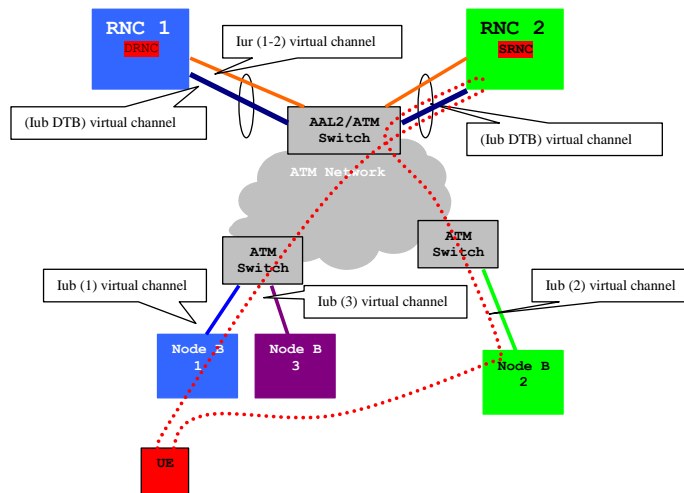 RNC 1
DRNC
Iur (1-2) virtual channel
RNC 2
SRNC
(Iub DTB) virtual channel
AAL2/ATM
Switch
(Iub DTB) virtual channel
ATM Network
ATM
Switch
ATM
Switch
Iub (1) virtual channel
Iub (3) virtual channel
Iub (2) virtual channel
Node B
1
Node B
3
Node B
2
UE